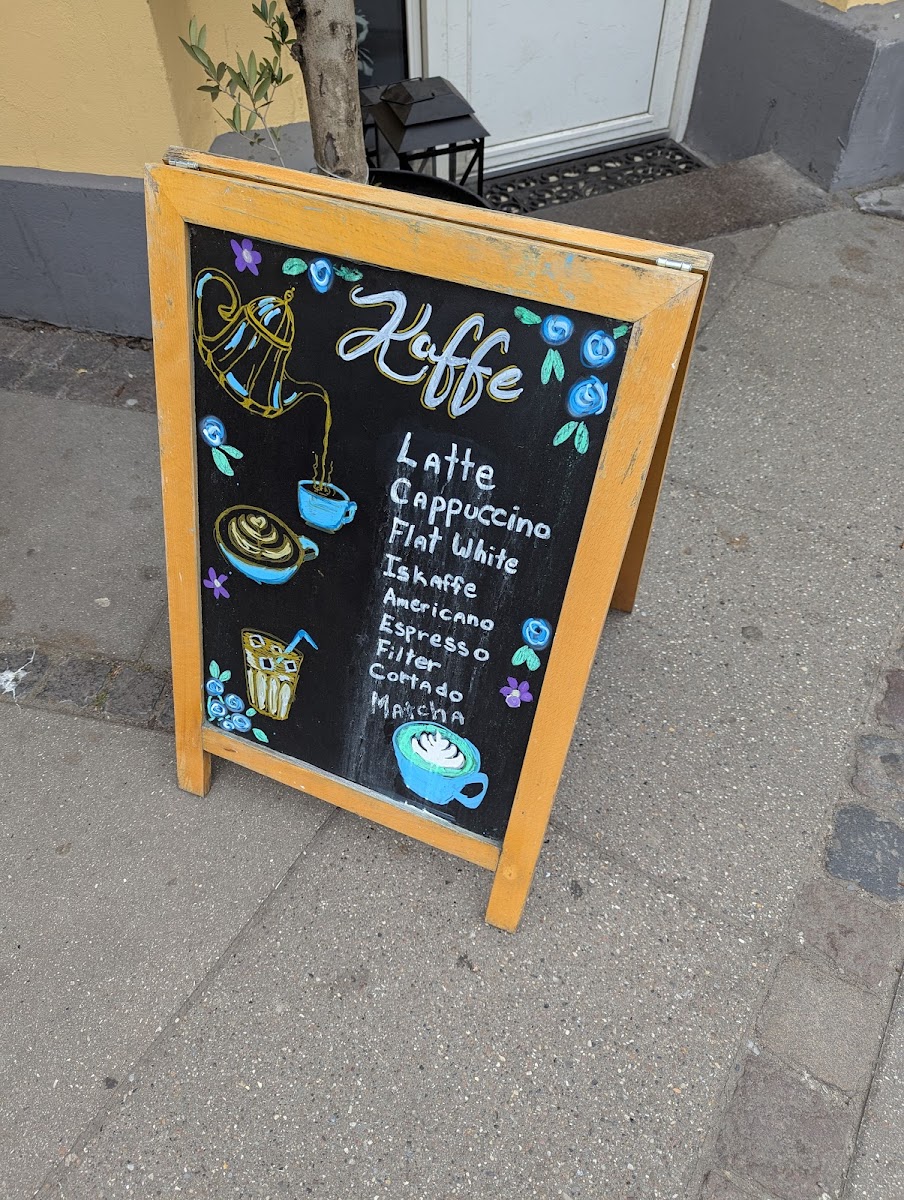 Kaffe
Latte
Cappuccino
Flat White
Iskaffe
Americano
Espresso
Filter
Cortado
Matcha